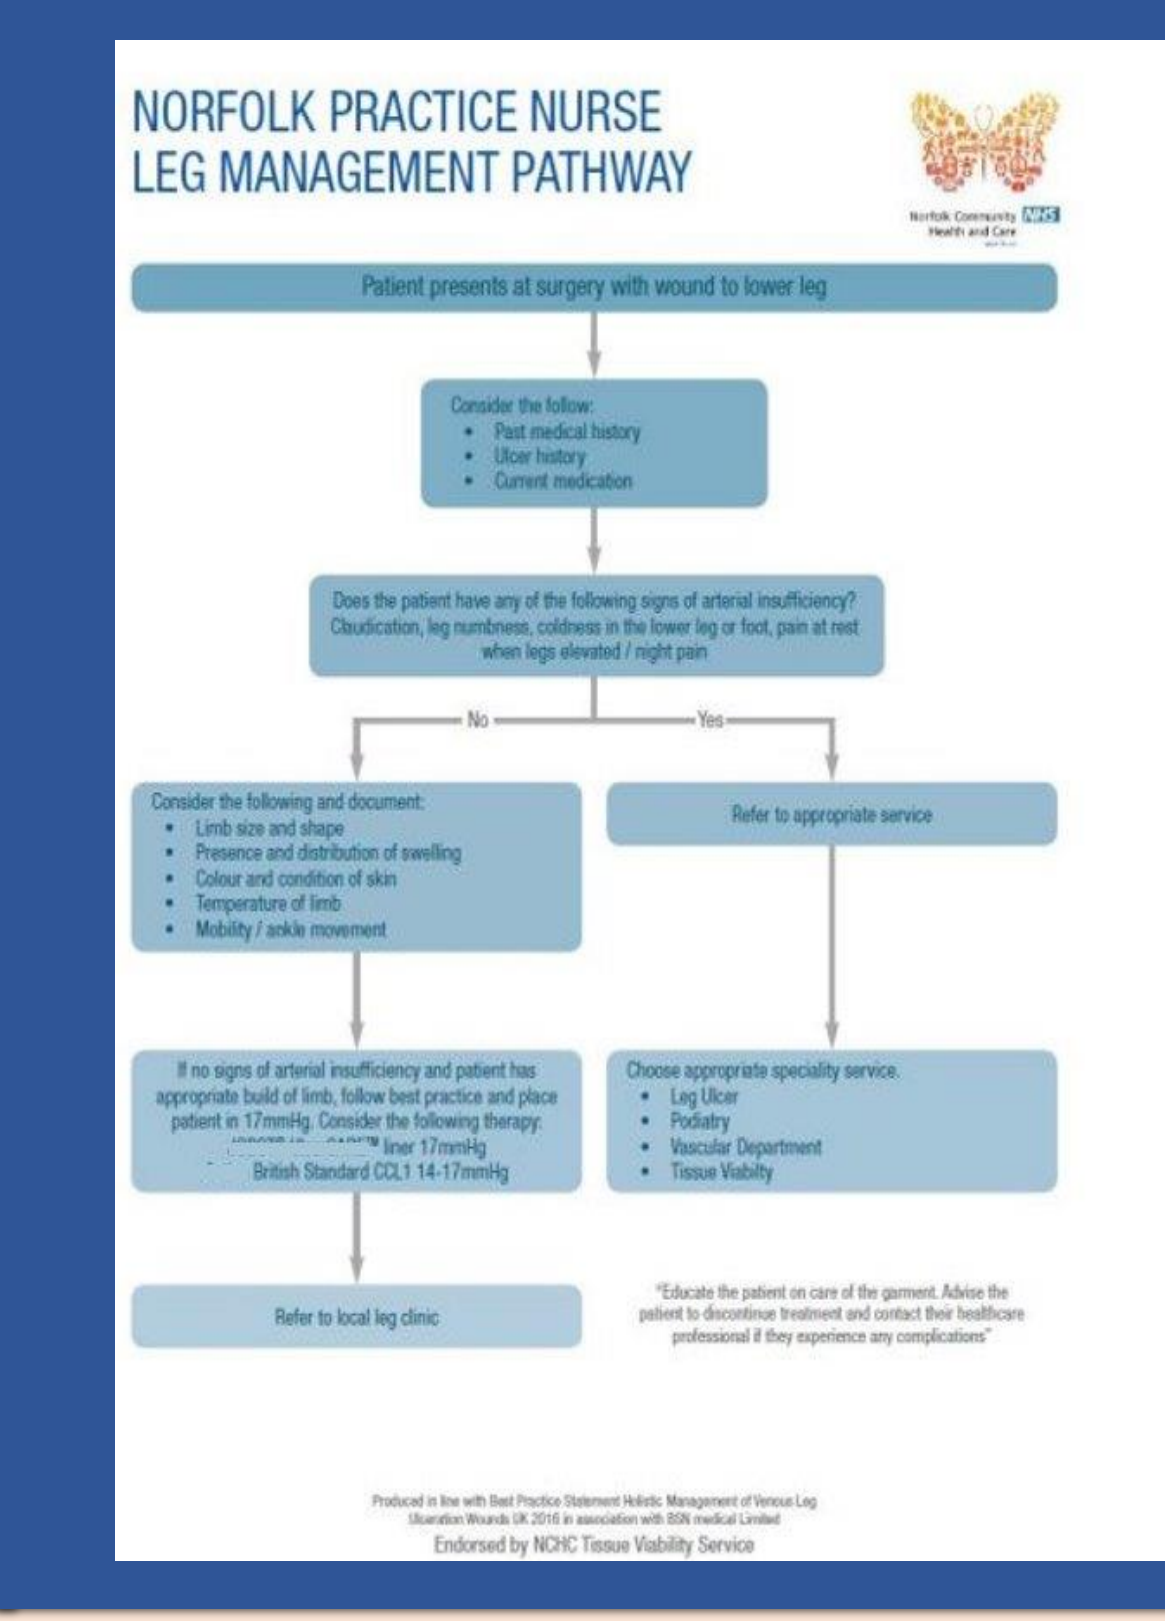 NORFOLK PRACTICE NURSE
LEG MANAGEMENT PATHWAY
Norfolk Community NHS
Health and Care
Patient presents at surgery with wound to lower leg
Consider the follow:
• Past medical history
• Ulcer history
• Current medication
Does the patient have any of the following signs of arterial insufficiency?
Claudication, leg numbness, coldness in the lower leg or foot, pain at rest
when legs elevated / night pain
No
Yes
Consider the following and document:
• Limb size and shape
• Presence and distribution of swelling
• Colour and condition of skin
• Temperature of limb
• Mobility / ankle movement
Refer to appropriate service
If no signs of arterial insufficiency and patient has
appropriate build of limb, follow best practice and place
patient in 17mmHg. Consider the following therapy:
liner 17mmHg
British Standard CCL1 14-17mmHg
Choose appropriate speciality service.
• Leg Ulcer
• Podiatry
• Vascular Department
• Tissue Viabilty
Refer to local leg clinic
"Educate the patient on care of the garment. Advise the
patient to discontinue treatment and contact their healthcare
professional if they experience any complications"
Produced in line with Best Practice Statement Holistic Management of Venous Leg
Ulceration Wounds UK 2016 in association with BSN medical Limited
Endorsed by NCHC Tissue Viability Service